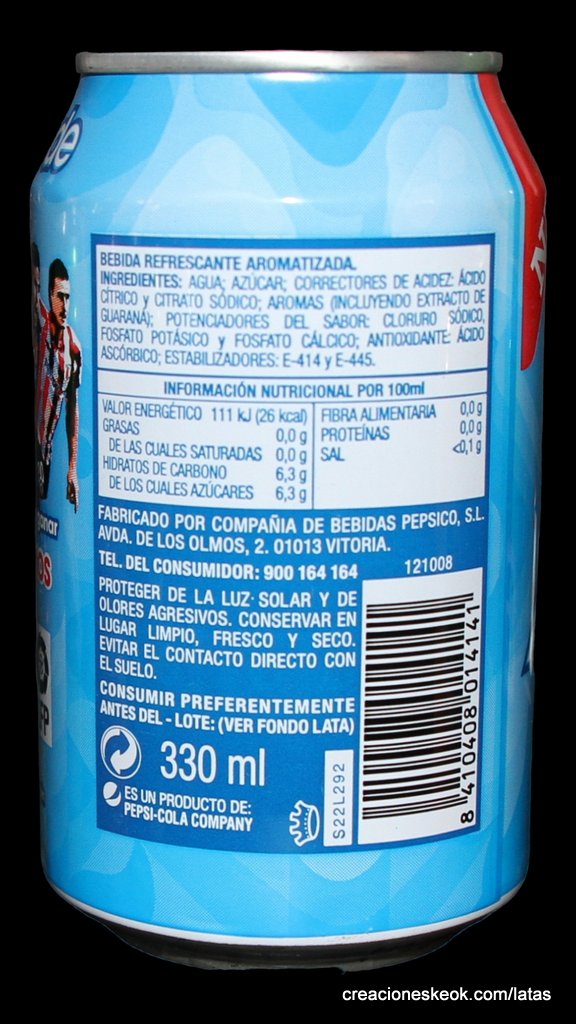 de
BEBIDA REFRESCANTE AROMATIZADA.
INGREDIENTES: AGUA; AZÚCAR; CORRECTORES DE ACIDEZ: ÁCIDO
CÍTRICO y CITRATO SÓDICO; AROMAS (INCLUYENDO EXTRACTO DE
GUARANÁ); POTENCIADORES DEL SABOR: CLORURO SÓDICO,
FOSFATO POTÁSICO y FOSFATO CÁLCICO; ANTIOXIDANTE: ÁCIDO
ASCÓRBICO; ESTABILIZADORES: E-414 y E-445.
INFORMACIÓN NUTRICIONAL POR 100ml
VALOR ENERGÉTICO 111 kJ (26 kcal)
GRASAS 0,0 g
DE LAS CUALES SATURADAS 0,0 g
HIDRATOS DE CARBONO 6,3 g
DE LOS CUALES AZÚCARES 6,3 g
FIBRA ALIMENTARIA 0,0 g
PROTEÍNAS 0,0 g
SAL <0,1 g
FABRICADO POR COMPAÑIA DE BEBIDAS PEPSICO, S.L.
AVDA. DE LOS OLMOS, 2. 01013 VITORIA.
TEL. DEL CONSUMIDOR: 900 164 164
121008
PROTEGER DE LA LUZ SOLAR Y DE
OLORES AGRESIVOS. CONSERVAR EN
LUGAR LIMPIO, FRESCO Y SECO.
EVITAR EL CONTACTO DIRECTO CON
EL SUELO.
CONSUMIR PREFERENTEMENTE
ANTES DEL - LOTE: (VER FONDO LATA)
330 ml
ES UN PRODUCTO DE:
PEPSI-COLA COMPANY
S22L292
8 410408 014141
creacioneskeok.com/latas